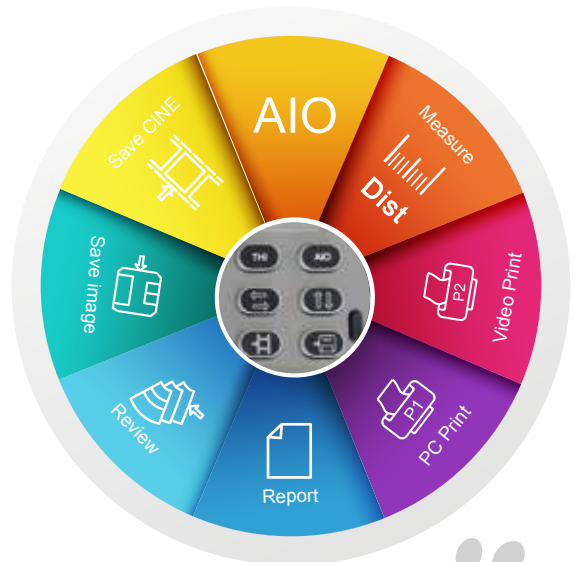 AIO
Measure
Dist
Video Print
P2
PC Print
P1
Report
Review
Save image
Save CINE
THI
AIO